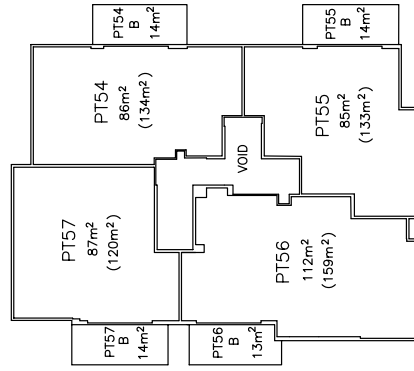 PT54
B
14m²
PT55
B
14m²
PT54
86m²
(134m²)
PT55
85m²
(133m²)
VOID
PT57
87m²
(120m²)
PT56
112m²
(159m²)
PT57
B
14m²
PT56
B
13m²